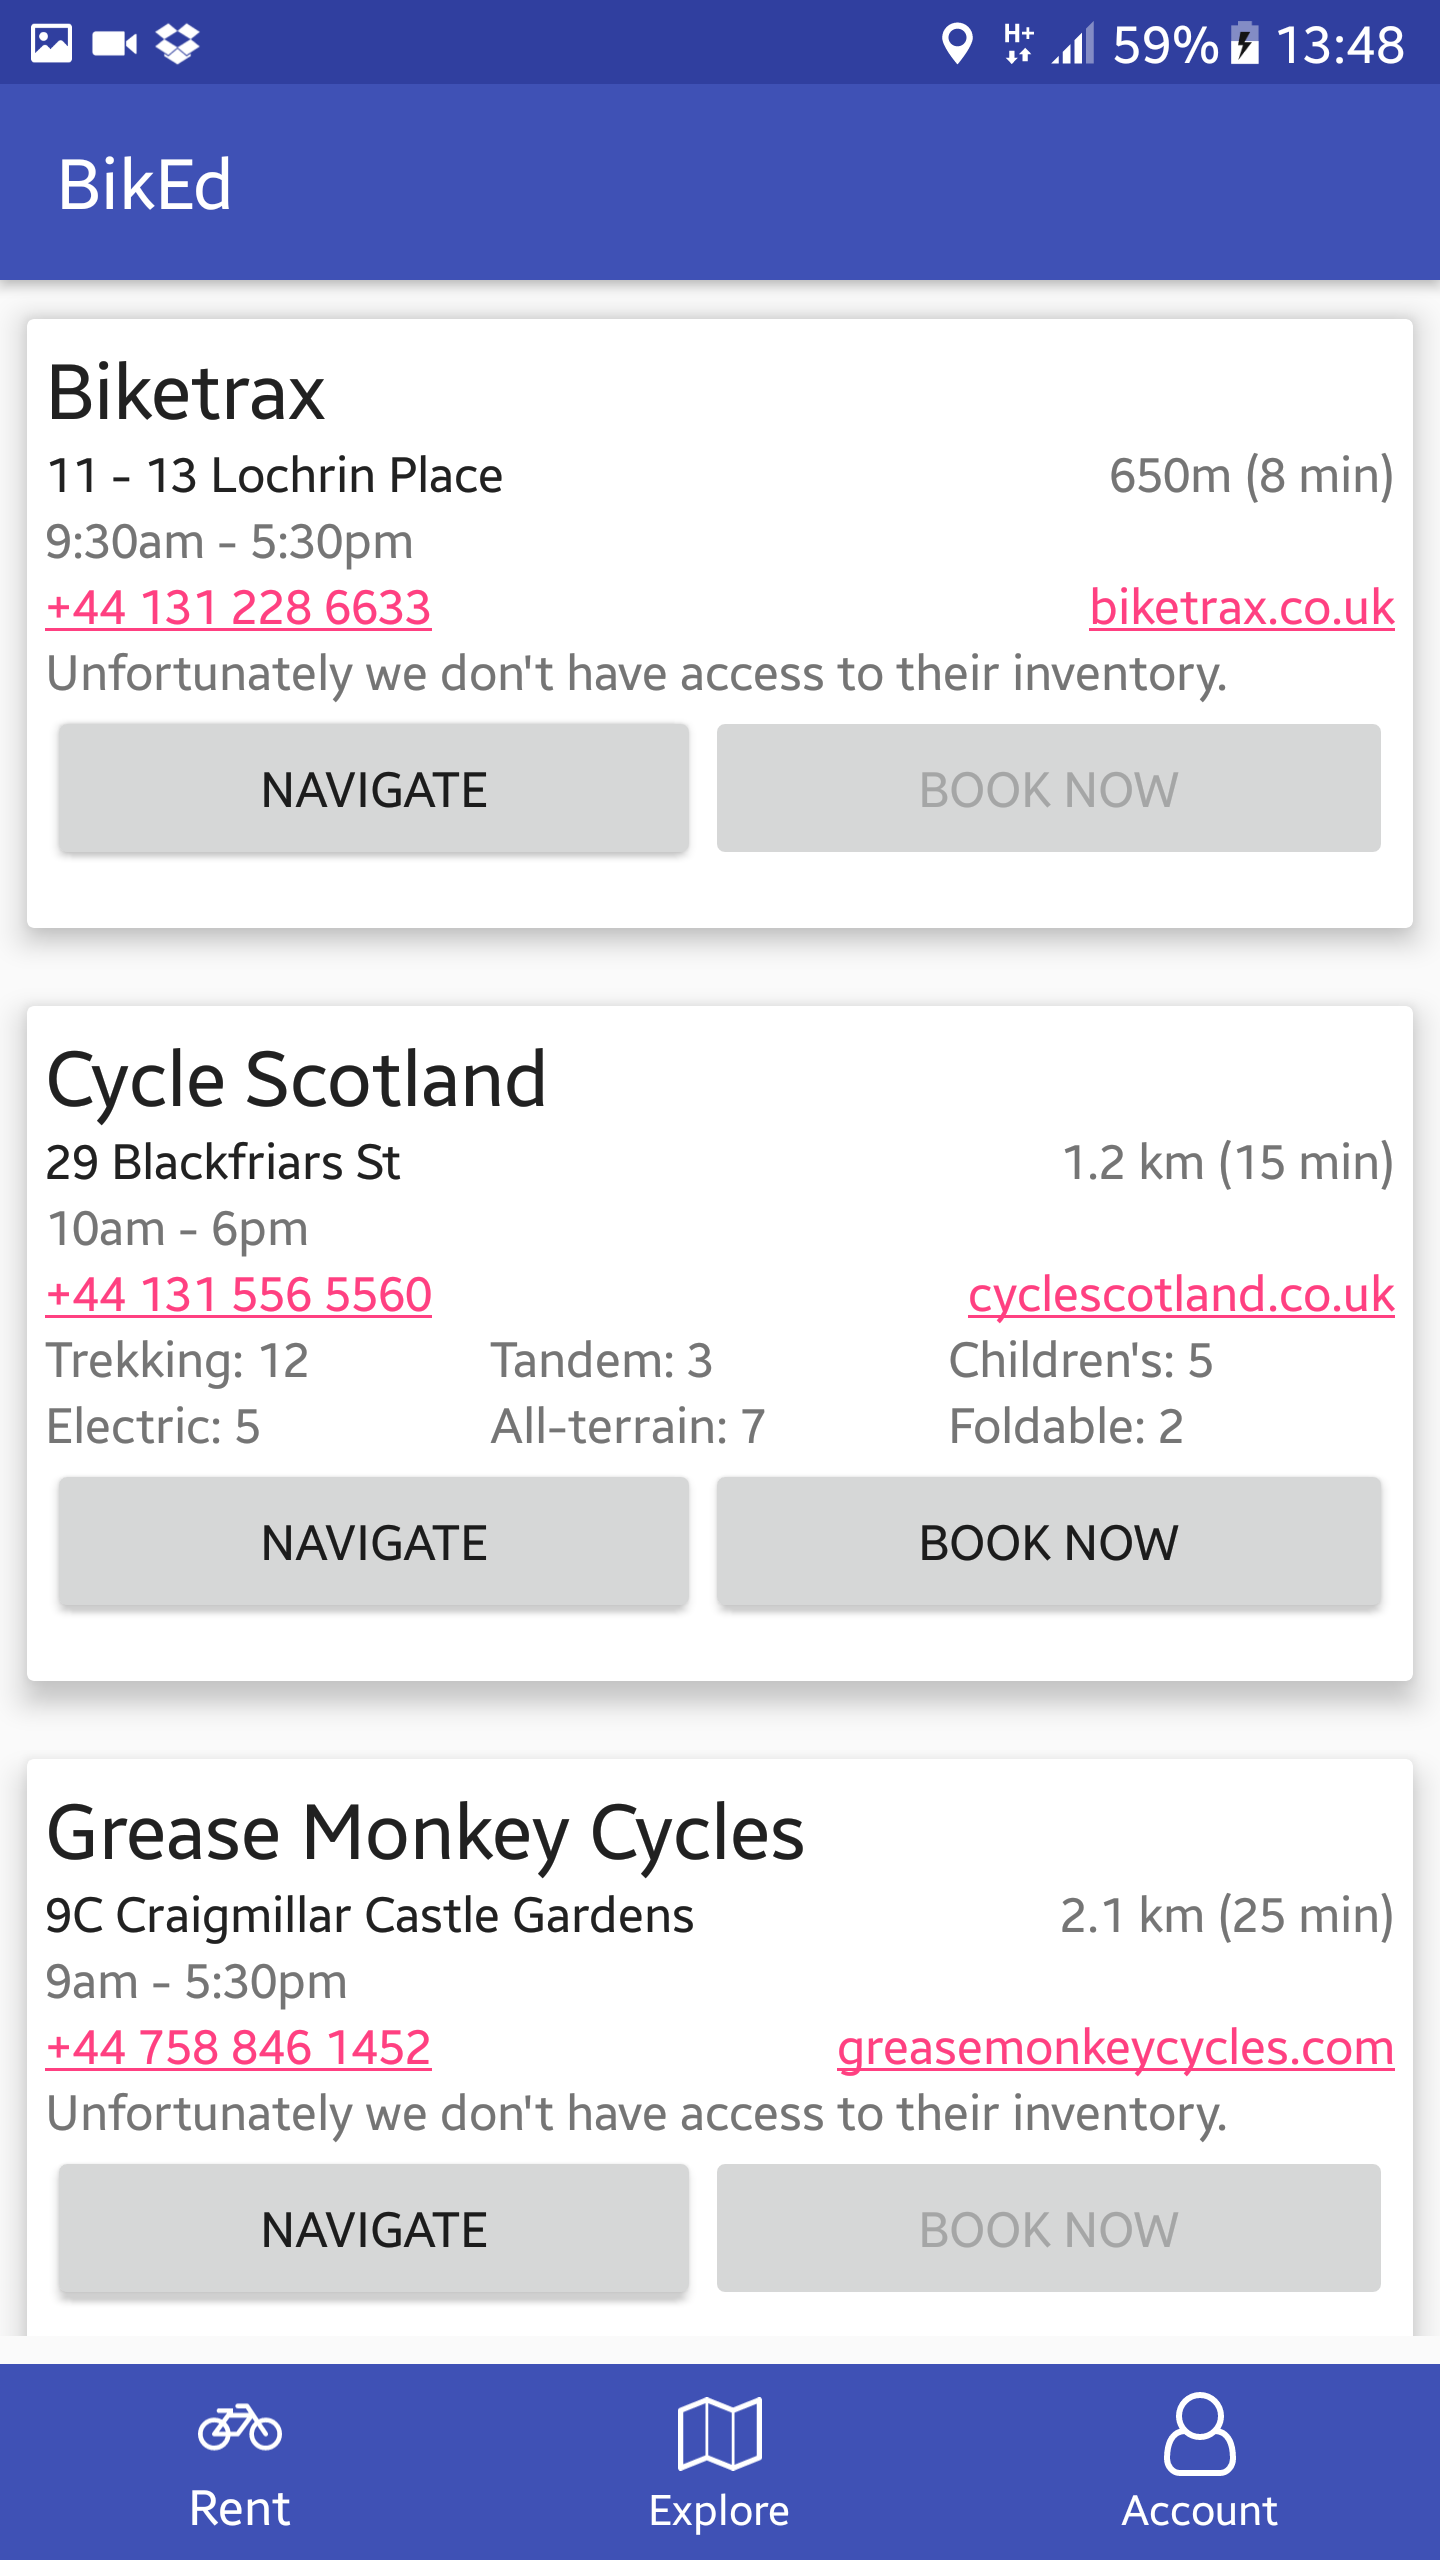 H+ 59% 13:48
BikEd
Biketrax
11 - 13 Lochrin Place 650m (8 min)
9:30am - 5:30pm
+44 131 228 6633 biketrax.co.uk
Unfortunately we don't have access to their inventory.
NAVIGATE BOOK NOW
Cycle Scotland
29 Blackfriars St 1.2 km (15 min)
10am - 6pm
+44 131 556 5560 cyclescotland.co.uk
Trekking: 12 Tandem: 3 Children's: 5
Electric: 5 All-terrain: 7 Foldable: 2
NAVIGATE BOOK NOW
Grease Monkey Cycles
9C Craigmillar Castle Gardens 2.1 km (25 min)
9am - 5:30pm
+44 758 846 1452 greasemonkeycycles.com
Unfortunately we don't have access to their inventory.
NAVIGATE BOOK NOW
Rent Explore Account